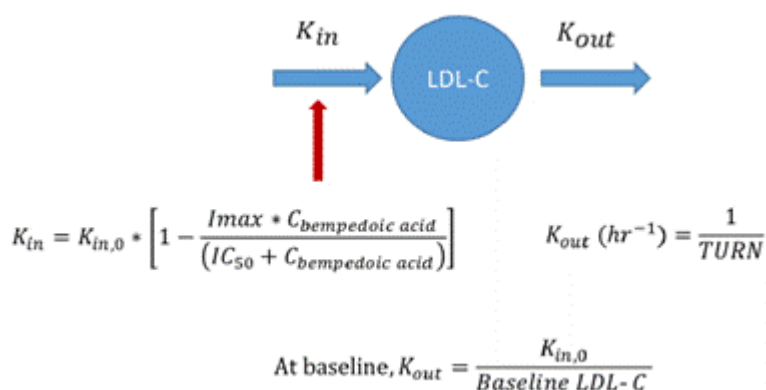 K_in K_out
LDL-C
K_in = K_in,0 * [1 − (Imax * C_bempedoic acid) / (IC_50 + C_bempedoic acid)] K_out (hr^−1) = 1 / TURN
At baseline, K_out = K_in,0 / Baseline LDL-C